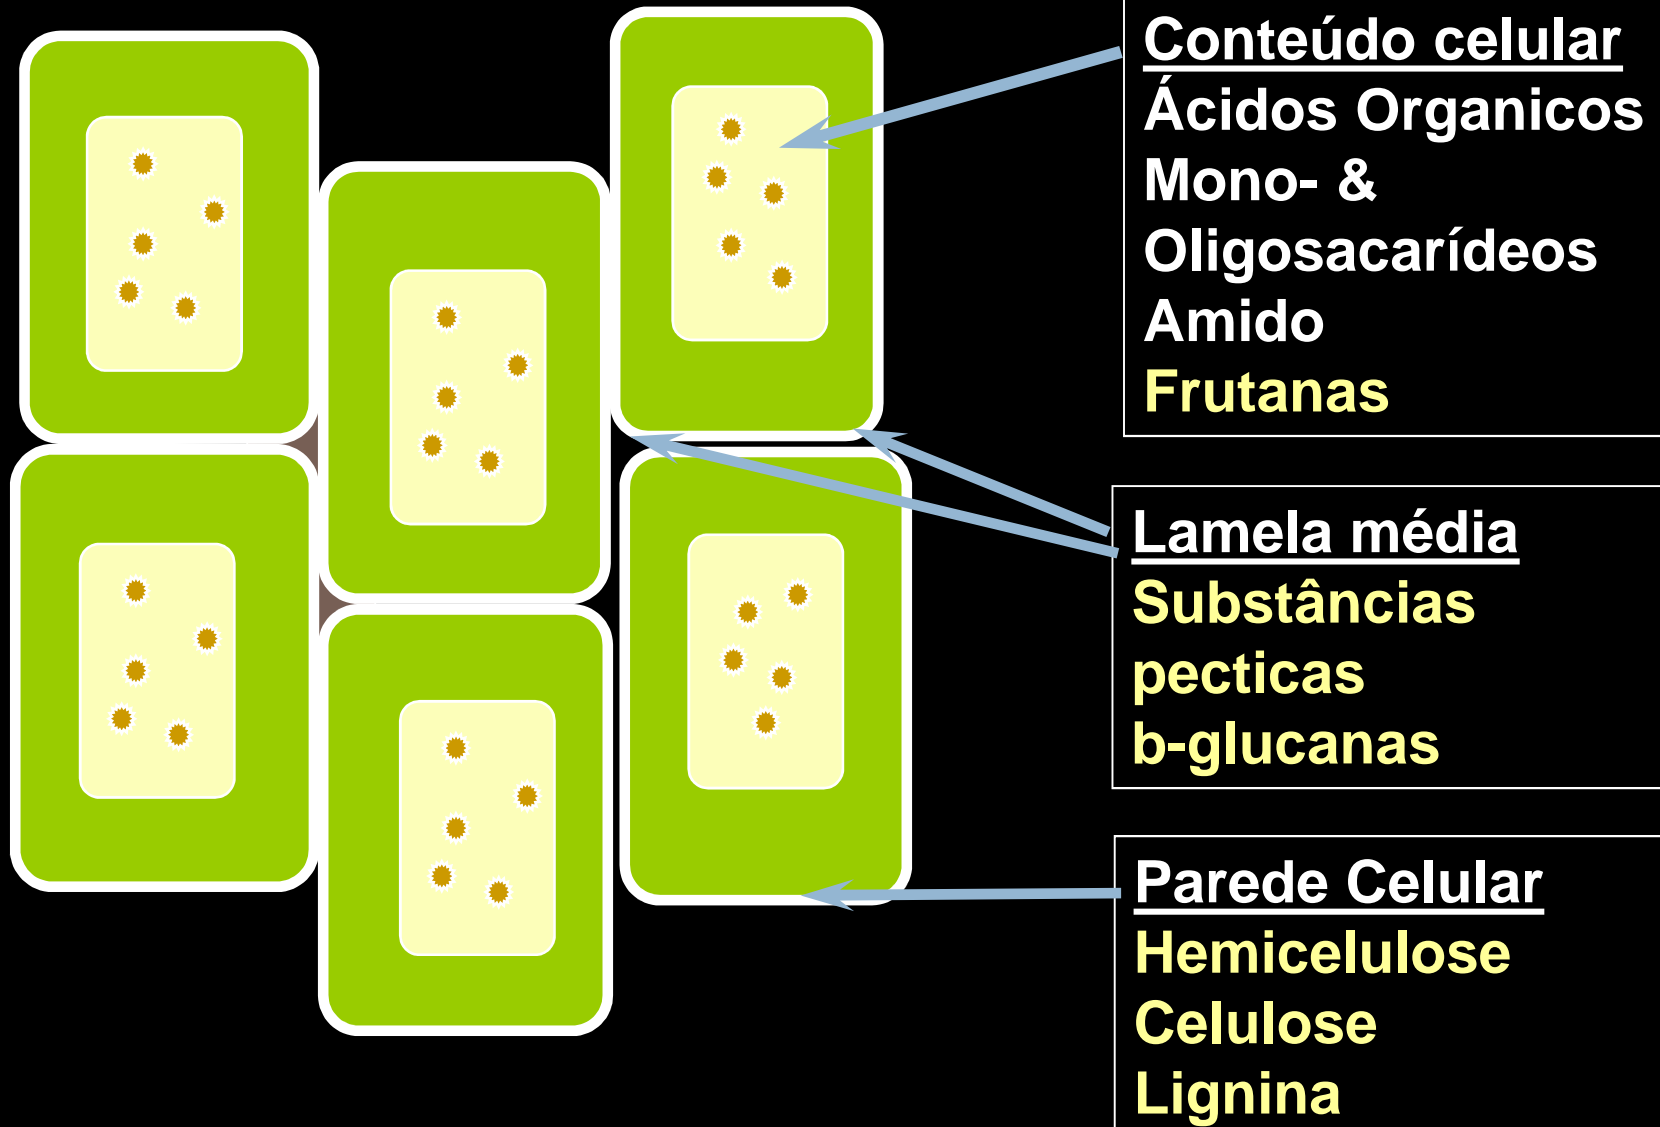 Conteúdo celular
Ácidos Organicos
Mono- &
Oligosacarídeos
Amido
Frutanas
Lamela média
Substâncias
pecticas
b-glucanas
Parede Celular
Hemicelulose
Celulose
Lignina